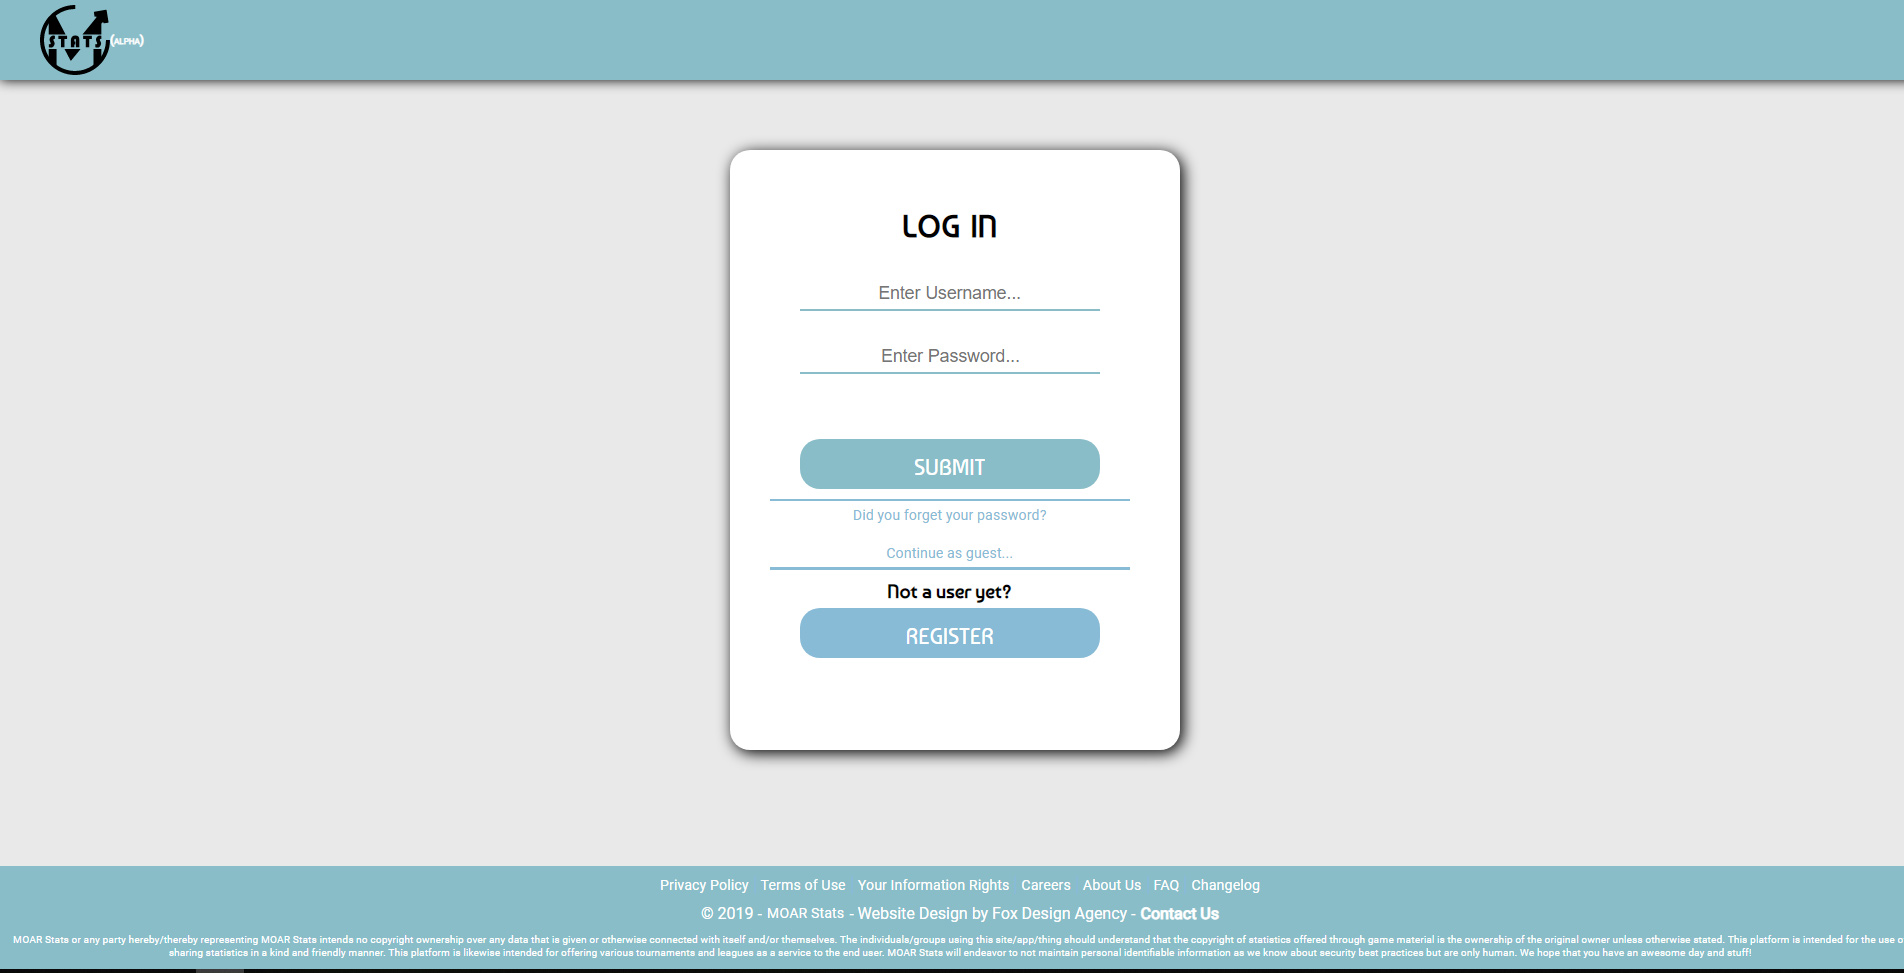 STATS (ALPHA)
LOG IN
Enter Username...
Enter Password...
SUBMIT
Did you forget your password?
Continue as guest...
Not a user yet?
REGISTER
Privacy Policy Terms of Use Your Information Rights Careers About Us FAQ Changelog
© 2019 - MOAR Stats - Website Design by Fox Design Agency - Contact Us
MOAR Stats or any party hereby/thereby representing MOAR Stats intends no copyright ownership over any data that is given or otherwise connected with itself and/or themselves. The individuals/groups using this site/app/thing should understand that the copyright of statistics offered through game material is the ownership of the original owner unless otherwise stated. This platform is intended for the use o
sharing statistics in a kind and friendly manner. This platform is likewise intended for offering various tournaments and leagues as a service to the end user. MOAR Stats will endeavor to not maintain personal identifiable information as we know about security best practices but are only human. We hope that you have an awesome day and stuff!